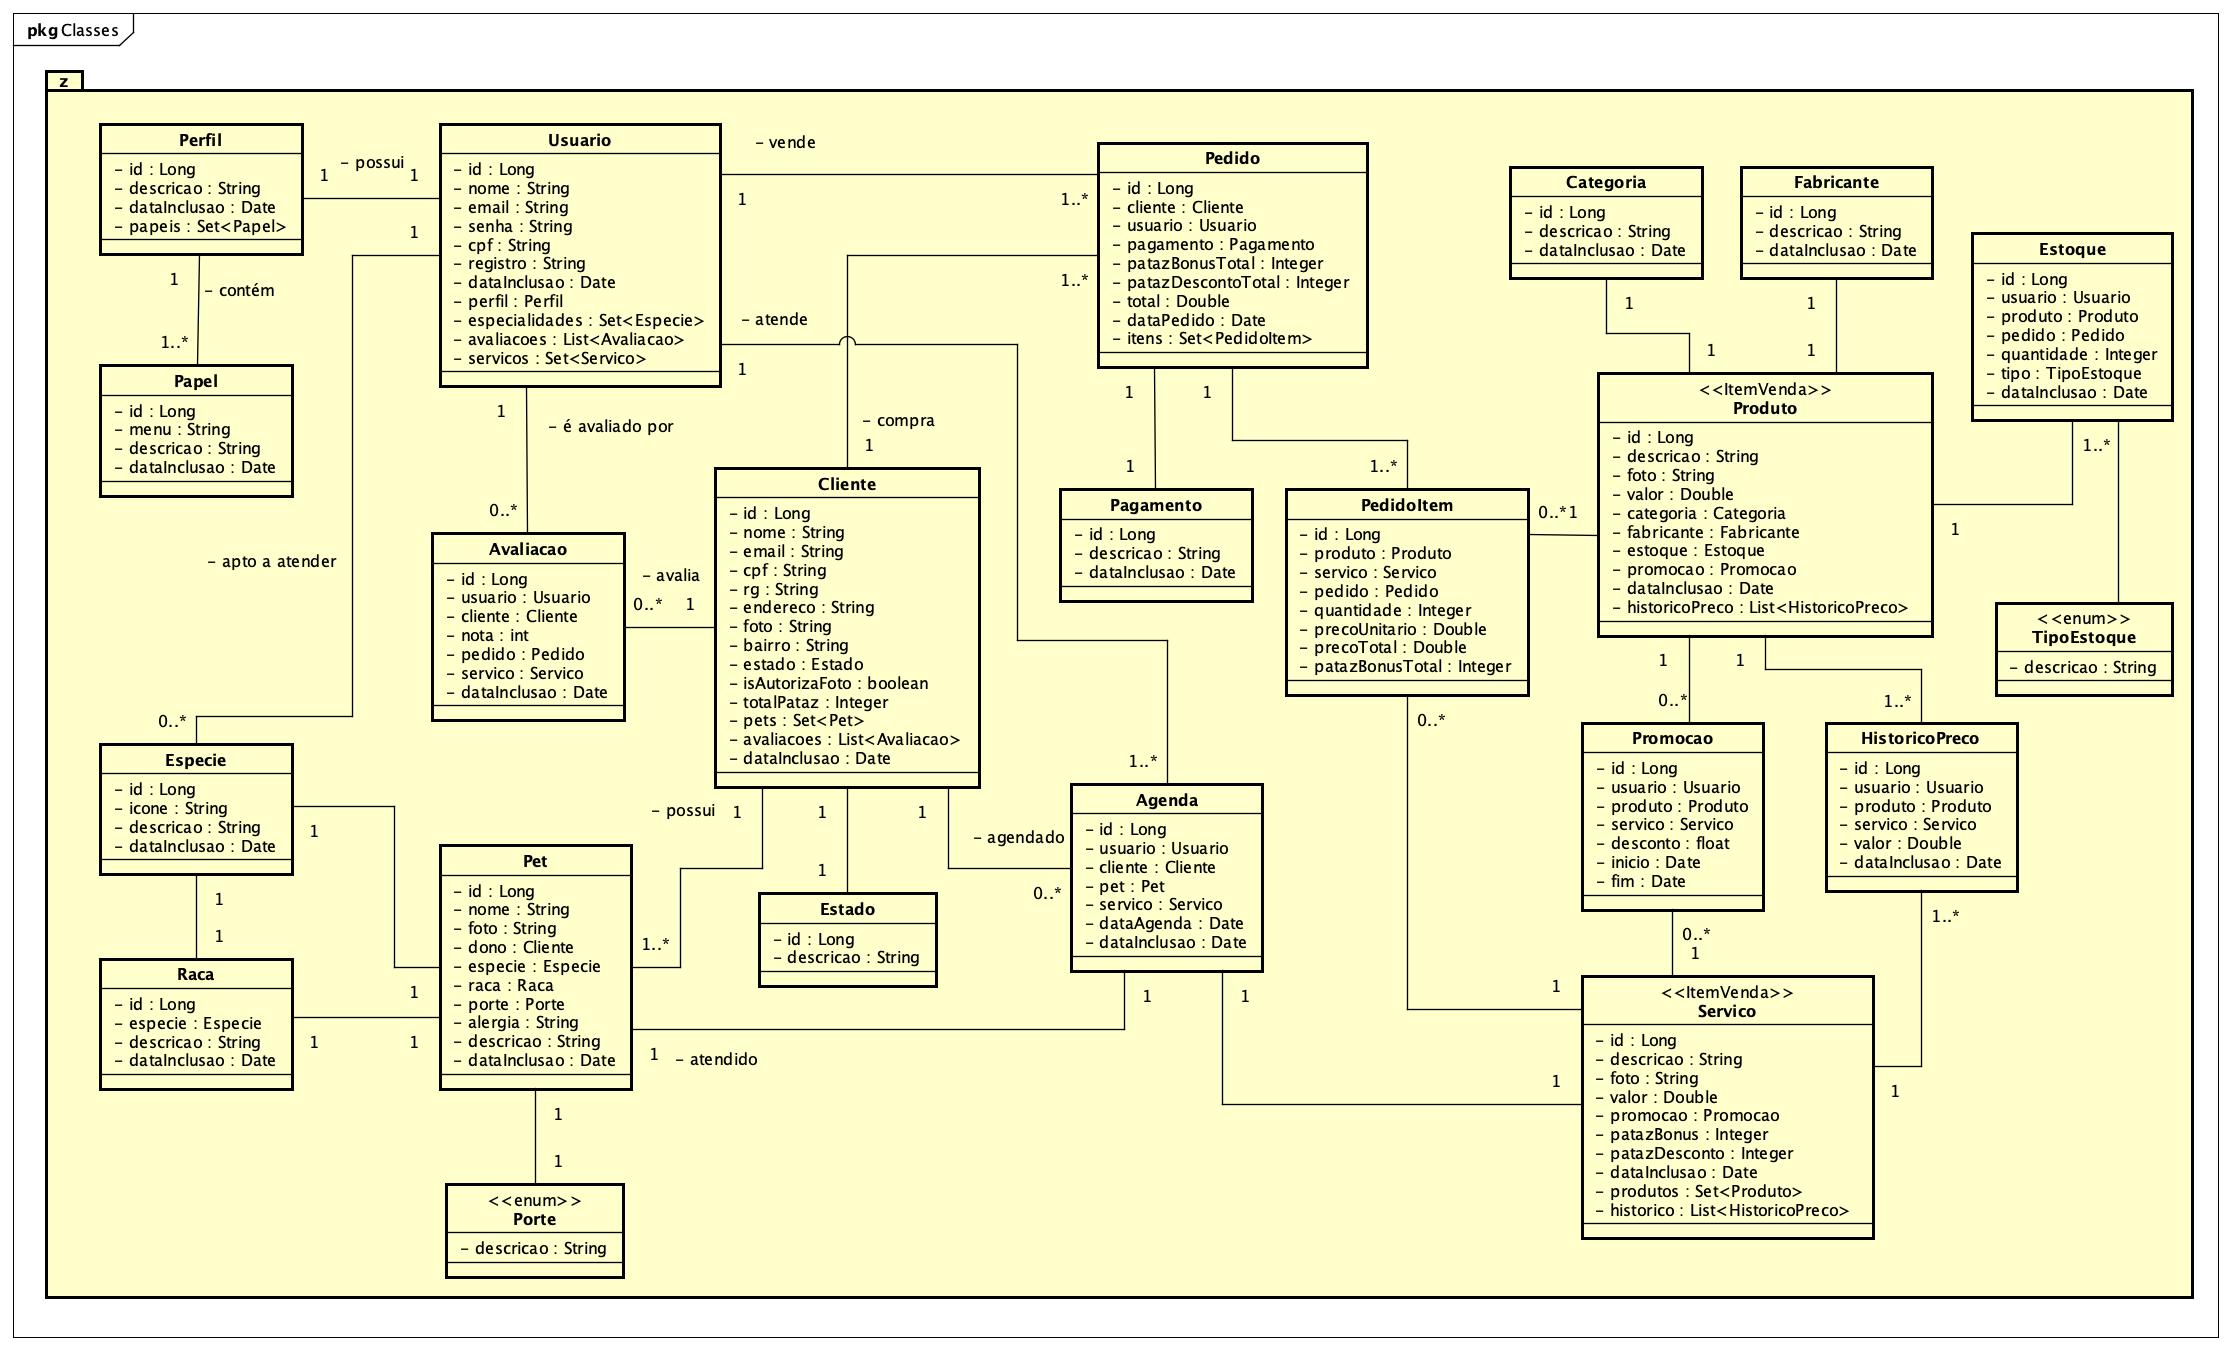 pkg Classes
z
Perfil
– id : Long
– descricao : String
– dataInclusao : Date
– papeis : Set<Papel>
1
– possui
1
Usuario
– id : Long
– nome : String
– email : String
– senha : String
– cpf : String
– registro : String
– dataInclusao : Date
– perfil : Perfil
– especialidades : Set<Especie>
– avaliacoes : List<Avaliacao>
– servicos : Set<Servico>
– vende
1
1..*
Pedido
– id : Long
– cliente : Cliente
– usuario : Usuario
– pagamento : Pagamento
– patazBonusTotal : Integer
– patazDescontoTotal : Integer
– total : Double
– dataPedido : Date
– itens : Set<PedidoItem>
Categoria
– id : Long
– descricao : String
– dataInclusao : Date
Fabricante
– id : Long
– descricao : String
– dataInclusao : Date
Estoque
– id : Long
– usuario : Usuario
– produto : Produto
– pedido : Pedido
– quantidade : Integer
– tipo : TipoEstoque
– dataInclusao : Date
1
1
– contém
1..*
1..*
– atende
1
1
1
1
1
Papel
– id : Long
– menu : String
– descricao : String
– dataInclusao : Date
1
– é avaliado por
0..*
– compra
1
1
1
1
1..*
<<ItemVenda>>
Produto
– id : Long
– descricao : String
– foto : String
– valor : Double
– categoria : Categoria
– fabricante : Fabricante
– estoque : Estoque
– promocao : Promocao
– dataInclusao : Date
– historicoPreco : List<HistoricoPreco>
1..*
1
Cliente
– id : Long
– nome : String
– email : String
– cpf : String
– rg : String
– endereco : String
– foto : String
– bairro : String
– estado : Estado
– isAutorizaFoto : boolean
– totalPataz : Integer
– pets : Set<Pet>
– avaliacoes : List<Avaliacao>
– dataInclusao : Date
Pagamento
– id : Long
– descricao : String
– dataInclusao : Date
PedidoItem
– id : Long
– produto : Produto
– servico : Servico
– pedido : Pedido
– quantidade : Integer
– precoUnitario : Double
– precoTotal : Double
– patazBonusTotal : Integer
0..*
1
– apto a atender
Avaliacao
– id : Long
– usuario : Usuario
– cliente : Cliente
– nota : int
– pedido : Pedido
– servico : Servico
– dataInclusao : Date
– avalia
0..*
1
<<enum>>
TipoEstoque
– descricao : String
0..*
1
0..*
1
1..*
0..*
1..*
Especie
– id : Long
– icone : String
– descricao : String
– dataInclusao : Date
1
Promocao
– id : Long
– usuario : Usuario
– produto : Produto
– servico : Servico
– desconto : float
– inicio : Date
– fim : Date
HistoricoPreco
– id : Long
– usuario : Usuario
– produto : Produto
– servico : Servico
– valor : Double
– dataInclusao : Date
– possui
1
1
1
– agendado
1
0..*
Agenda
– id : Long
– usuario : Usuario
– cliente : Cliente
– pet : Pet
– servico : Servico
– dataAgenda : Date
– dataInclusao : Date
Pet
– id : Long
– nome : String
– foto : String
– dono : Cliente
– especie : Especie
– raca : Raca
– porte : Porte
– alergia : String
– descricao : String
– dataInclusao : Date
1..*
Estado
– id : Long
– descricao : String
1
1
0..*
1
1..*
Raca
– id : Long
– especie : Especie
– descricao : String
– dataInclusao : Date
1
1
1
1
– atendido
1
1
1
1
<<ItemVenda>>
Servico
– id : Long
– descricao : String
– foto : String
– valor : Double
– promocao : Promocao
– patazBonus : Integer
– patazDesconto : Integer
– dataInclusao : Date
– produtos : Set<Produto>
– historico : List<HistoricoPreco>
1
1
1
<<enum>>
Porte
– descricao : String